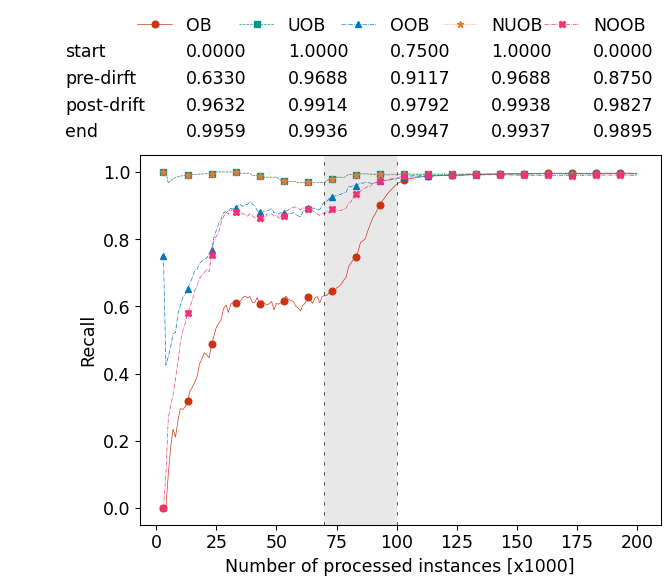 OB UOB OOB NUOB NOOB
start 0.0000 1.0000 0.7500 1.0000 0.0000
pre-dirft 0.6330 0.9688 0.9117 0.9688 0.8750
post-drift 0.9632 0.9914 0.9792 0.9938 0.9827
end 0.9959 0.9936 0.9947 0.9937 0.9895
1.0
0.8
0.6
0.4
0.2
0.0
Recall
0 25 50 75 100 125 150 175 200
Number of processed instances [x1000]